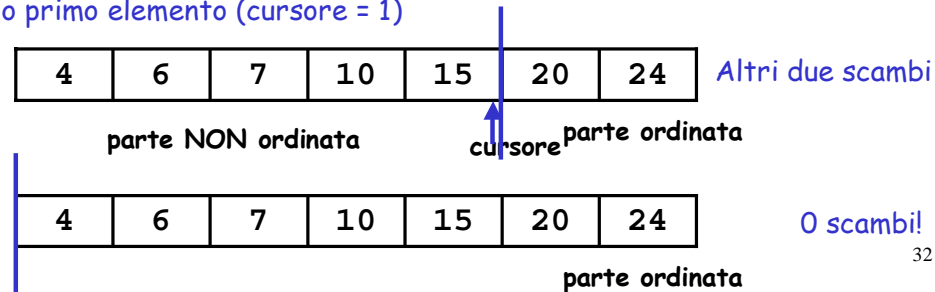 o primo elemento (cursore = 1)
4 6 7 10 15 20 24 Altri due scambi
parte NON ordinata cursore parte ordinata
4 6 7 10 15 20 24 0 scambi!
32
parte ordinata